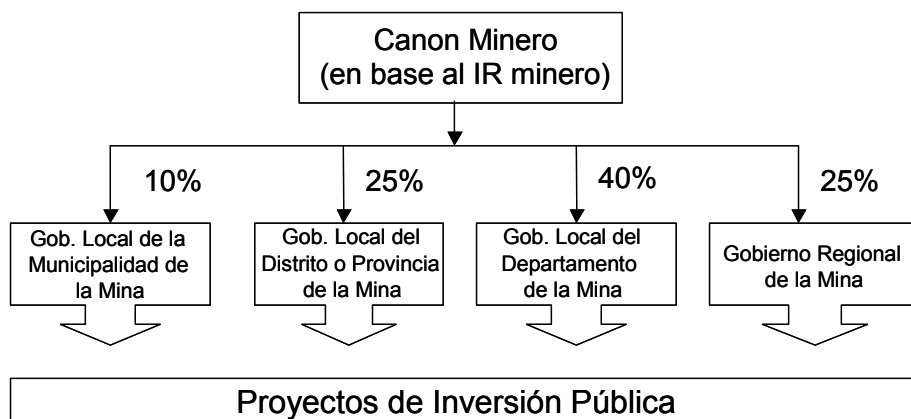 Canon Minero
(en base al IR minero)
10%
25%
40%
25%
Gob. Local de la
Municipalidad de
la Mina
Gob. Local del
Distrito o Provincia
de la Mina
Gob. Local del
Departamento
de la Mina
Gobierno Regional
de la Mina
Proyectos de Inversión Pública